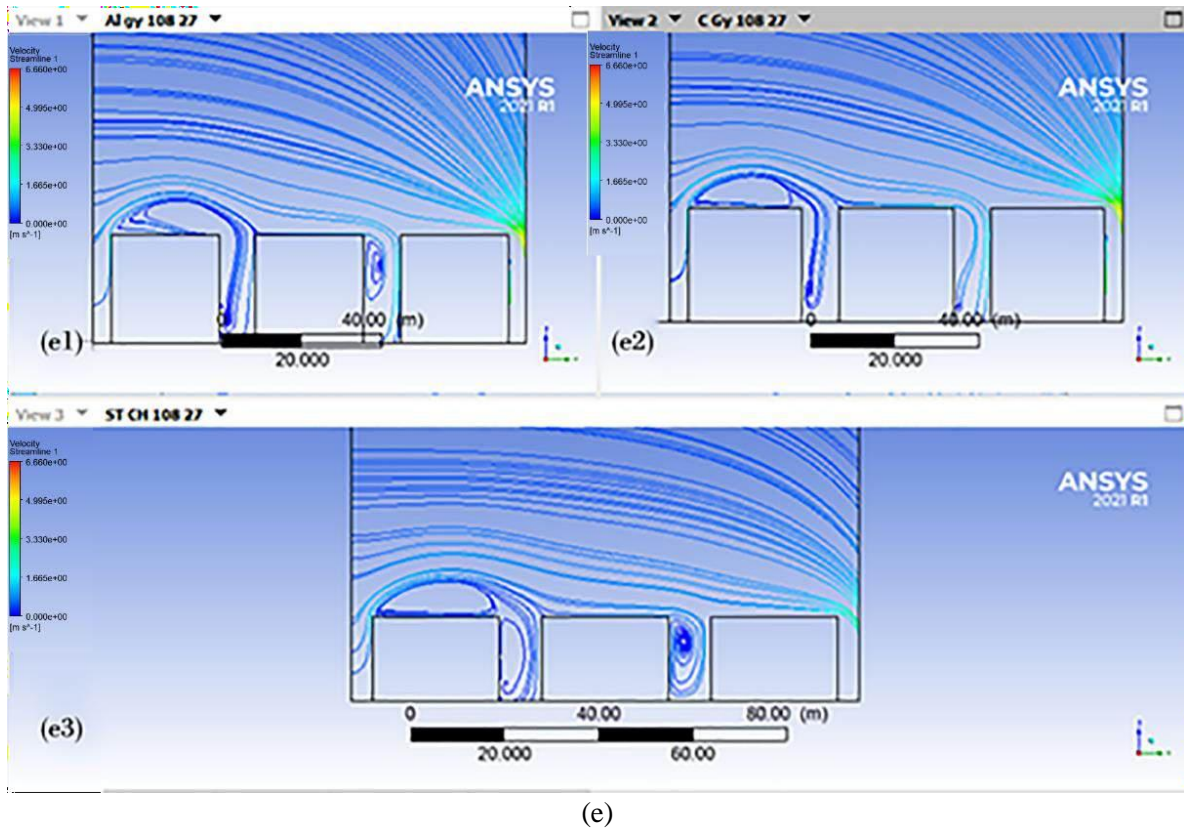 View 1 Al gy 108 27
Velocity
Streamline 1
6.660e+00
4.995e+00
3.330e+00
1.665e+00
0.000e+00
[m s^-1]
ANSYS
2021 R1
0 40.00 (m)
20.000
(e1)
View 2 C Gy 108 27
Velocity
Streamline 1
6.660e+00
4.995e+00
3.330e+00
1.665e+00
0.000e+00
[m s^-1]
ANSYS
2021 R1
0 40.00 (m)
20.000
(e2)
View 3 ST CH 108 27
Velocity
Streamline 1
6.660e+00
4.995e+00
3.330e+00
1.665e+00
0.000e+00
[m s^-1]
ANSYS
2021 R1
0 40.00 80.00 (m)
20.000 60.00
(e3)
(e)